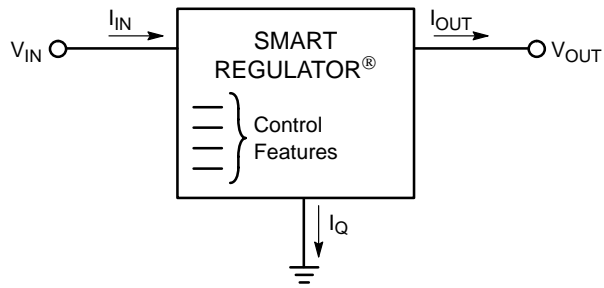 I_IN
V_IN
SMART
REGULATOR®
I_OUT
V_OUT
Control
Features
I_Q